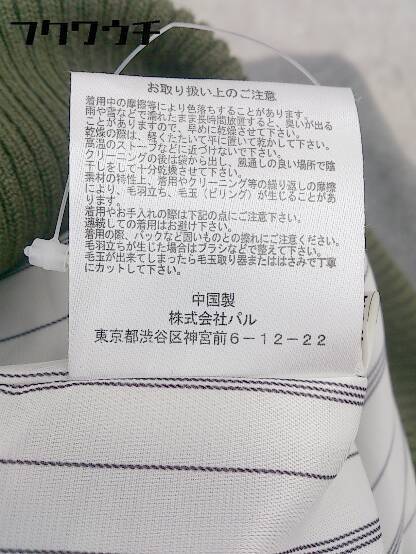 フクウウチ
お取り扱い上のご注意
着用中の摩擦等により色落ちすることがあります。
雨や雪などで濡れたまま長時間放置すると、臭いが出る
ことがありますので、早めに乾燥させて下さい。
乾燥の際は、軽くたたいて平に置いて乾かして下さい。
高温のストーブなどに近づけないで下さい。
クリーニングの後は袋から出し、風通しの良い場所で陰
干しをして十分乾燥させて下さい。
素材の特性上、着用やクリーニング等の繰り返しの摩擦
により、毛羽立ち、毛玉（ピリング）が生じることがあ
ります。
着用やお手入れの際は下記の点にご注意下さい。
連続しての着用はお避け下さい。
着用の際、バックなど固いものとの擦れにご注意ください。
毛羽立ちが生じた場合はブラシなどで整えて下さい。
毛玉が出来てしまったら毛玉取り器またははさみで丁寧
にカットして下さい。
中国製
株式会社パル
東京都渋谷区神宮前6－12－22